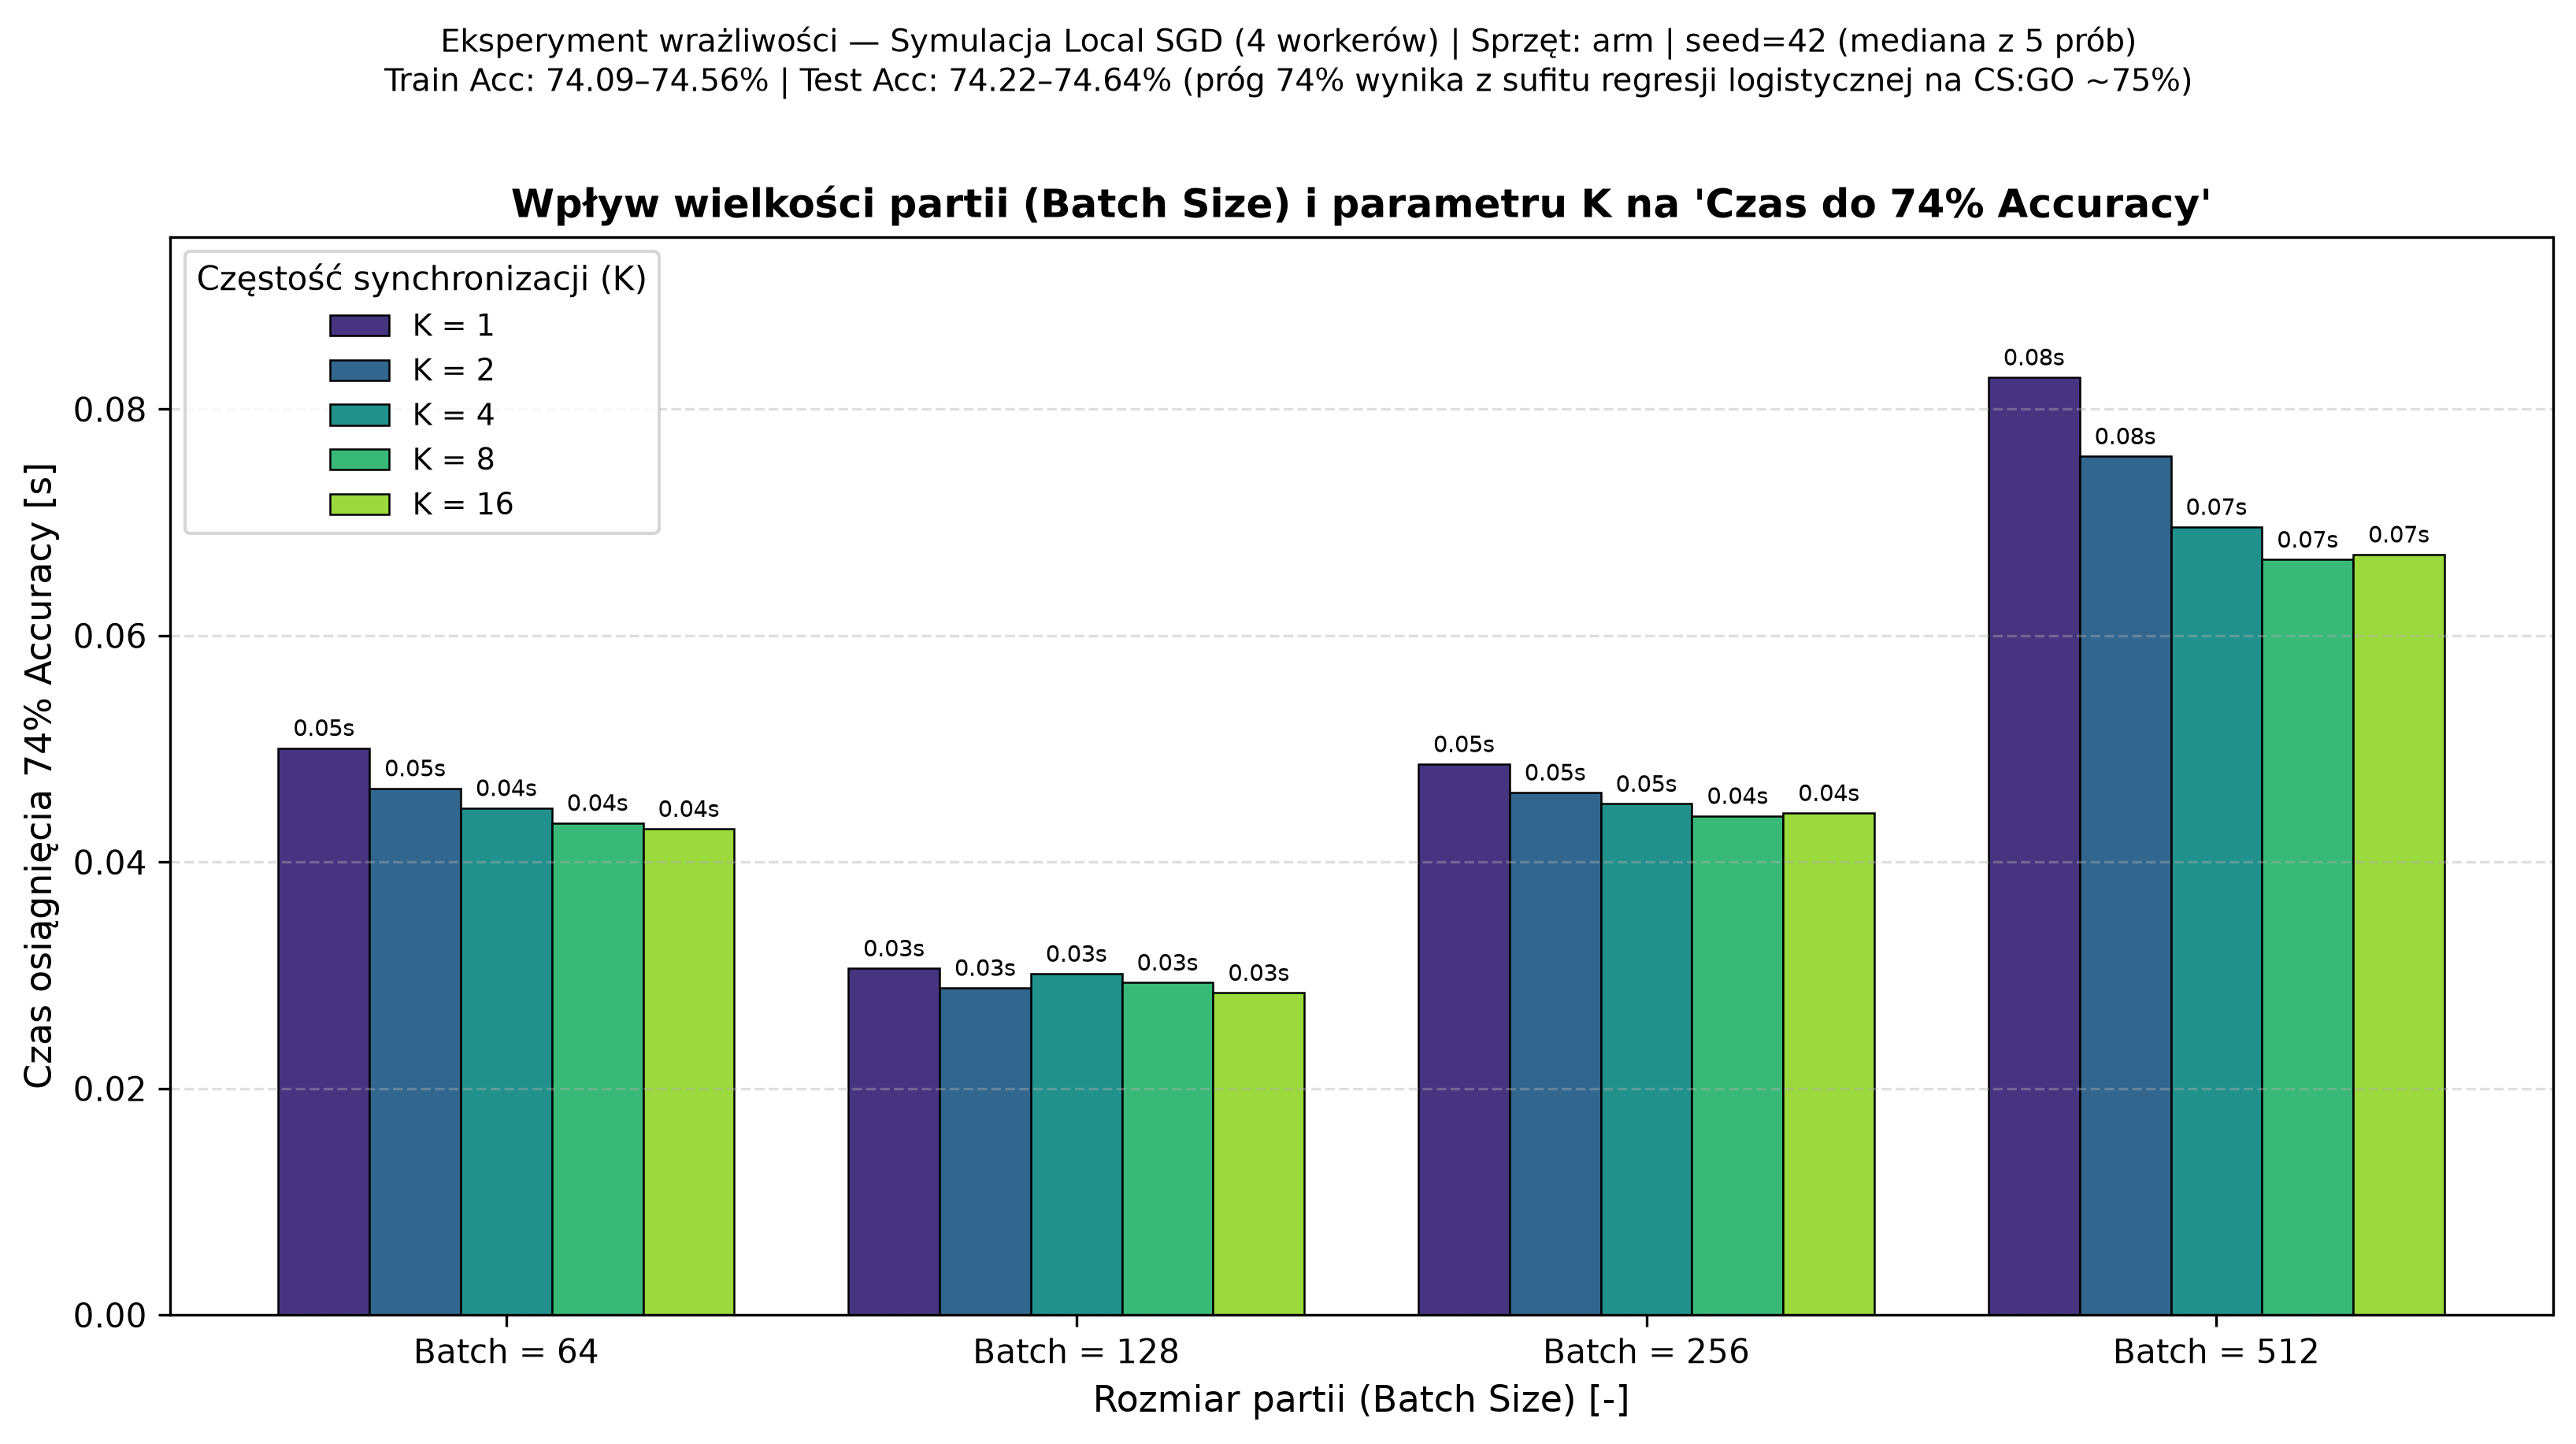 Eksperyment wrażliwości — Symulacja Local SGD (4 workerów) | Sprzęt: arm | seed=42 (mediana z 5 prób)
Train Acc: 74.09–74.56% | Test Acc: 74.22–74.64% (próg 74% wynika z sufitu regresji logistycznej na CS:GO ~75%)
Wpływ wielkości partii (Batch Size) i parametru K na 'Czas do 74% Accuracy'
Częstość synchronizacji (K)
K = 1
K = 2
K = 4
K = 8
K = 16
Czas osiągnięcia 74% Accuracy [s]
0.08
0.06
0.04
0.02
0.00
0.05s
0.05s
0.04s
0.04s
0.04s
0.03s
0.03s
0.03s
0.03s
0.03s
0.05s
0.05s
0.05s
0.04s
0.04s
0.08s
0.08s
0.07s
0.07s
0.07s
Batch = 64
Batch = 128
Batch = 256
Batch = 512
Rozmiar partii (Batch Size) [-]